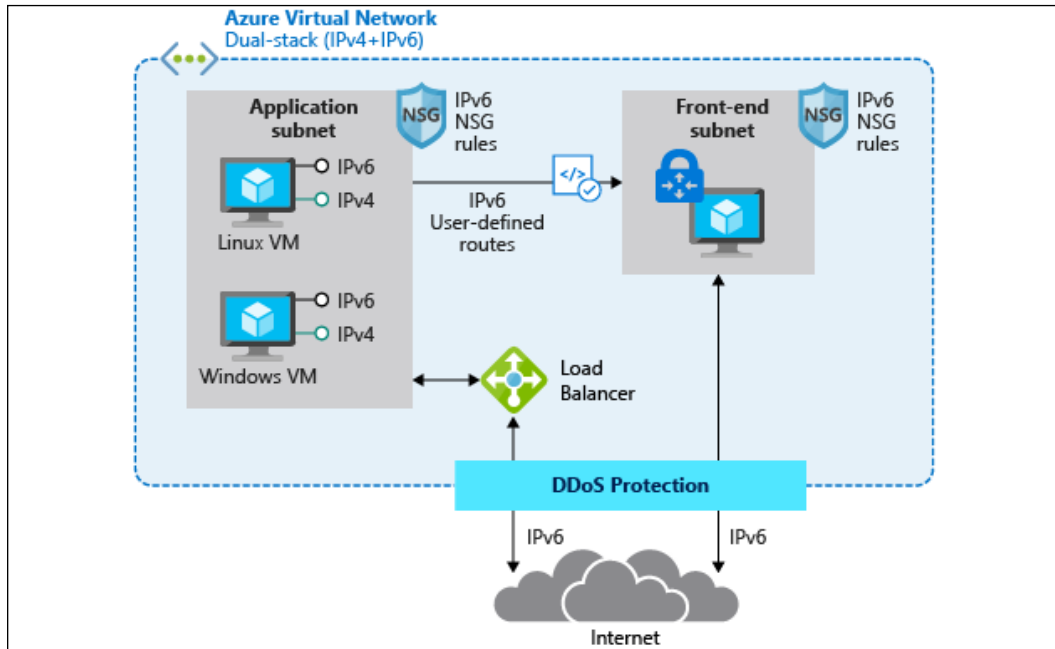 Azure Virtual Network
Dual-stack (IPv4+IPv6)
Application
subnet
NSG
IPv6
NSG
rules
IPv6
IPv4
Linux VM
IPv6
IPv4
Windows VM
</>
IPv6
User-defined
routes
Front-end
subnet
NSG
IPv6
NSG
rules
Load
Balancer
DDoS Protection
IPv6
IPv6
Internet